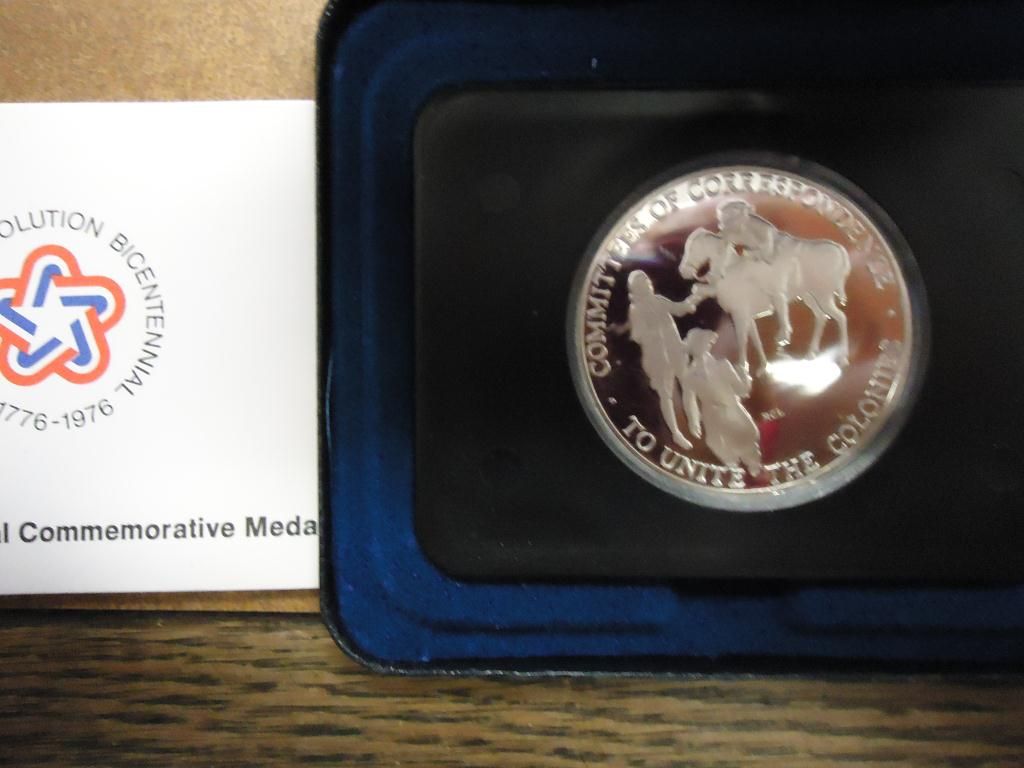 OLUTION BICENTENNIAL
1776-1976
l Commemorative Meda
COMMITTEES OF CORRESPONDENCE
· TO UNITE THE COLONIES ·